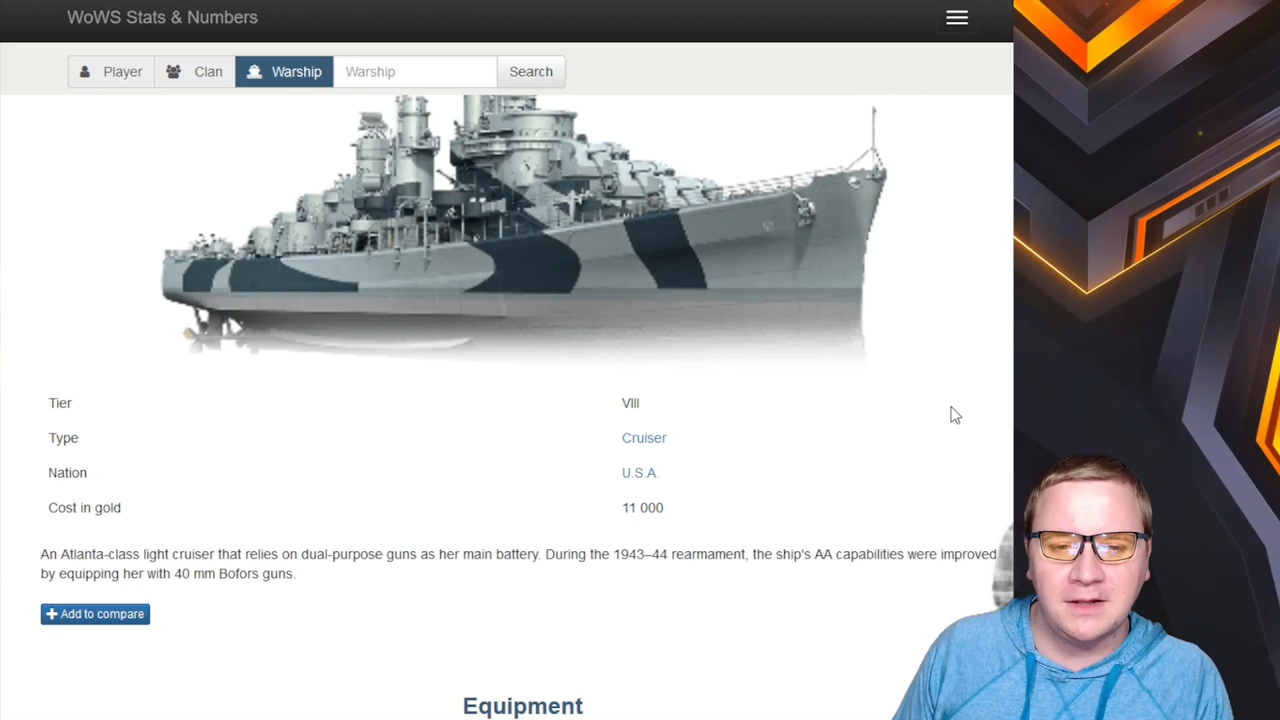 WoWS Stats & Numbers
Player Clan Warship Warship Search
Tier VIII
Type Cruiser
Nation U.S.A.
Cost in gold 11 000
An Atlanta-class light cruiser that relies on dual-purpose guns as her main battery. During the 1943–44 rearmament, the ship's AA capabilities were improved
by equipping her with 40 mm Bofors guns.
Add to compare
Equipment